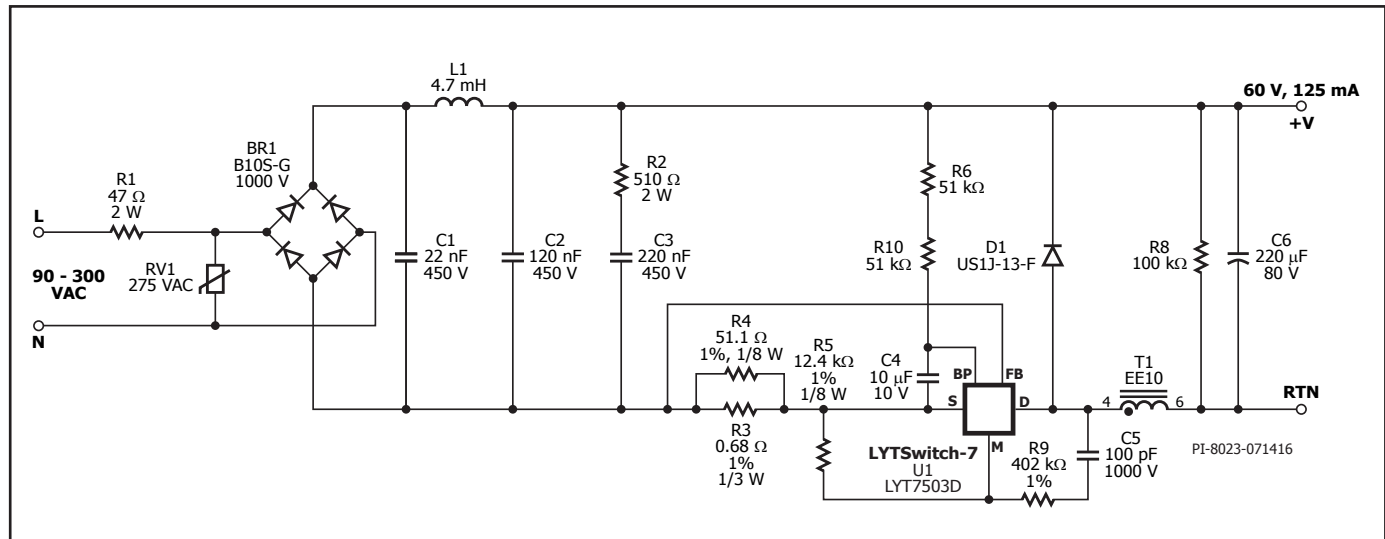 L1
4.7 mH
60 V, 125 mA
+V
BR1
B10S-G
1000 V
R1
47 Ω
2 W
L
RV1
275 VAC
90 - 300
VAC
N
C1
22 nF
450 V
C2
120 nF
450 V
R2
510 Ω
2 W
C3
220 nF
450 V
R6
51 kΩ
R10
51 kΩ
D1
US1J-13-F
R8
100 kΩ
C6
220 μF
80 V
R4
51.1 Ω
1%, 1/8 W
R3
0.68 Ω
1%
1/3 W
R5
12.4 kΩ
1%
1/8 W
C4
10 μF
10 V
BP
FB
S
D
M
LYTSwitch-7
U1
LYT7503D
R9
402 kΩ
1%
C5
100 pF
1000 V
T1
EE10
4
6
RTN
PI-8023-071416